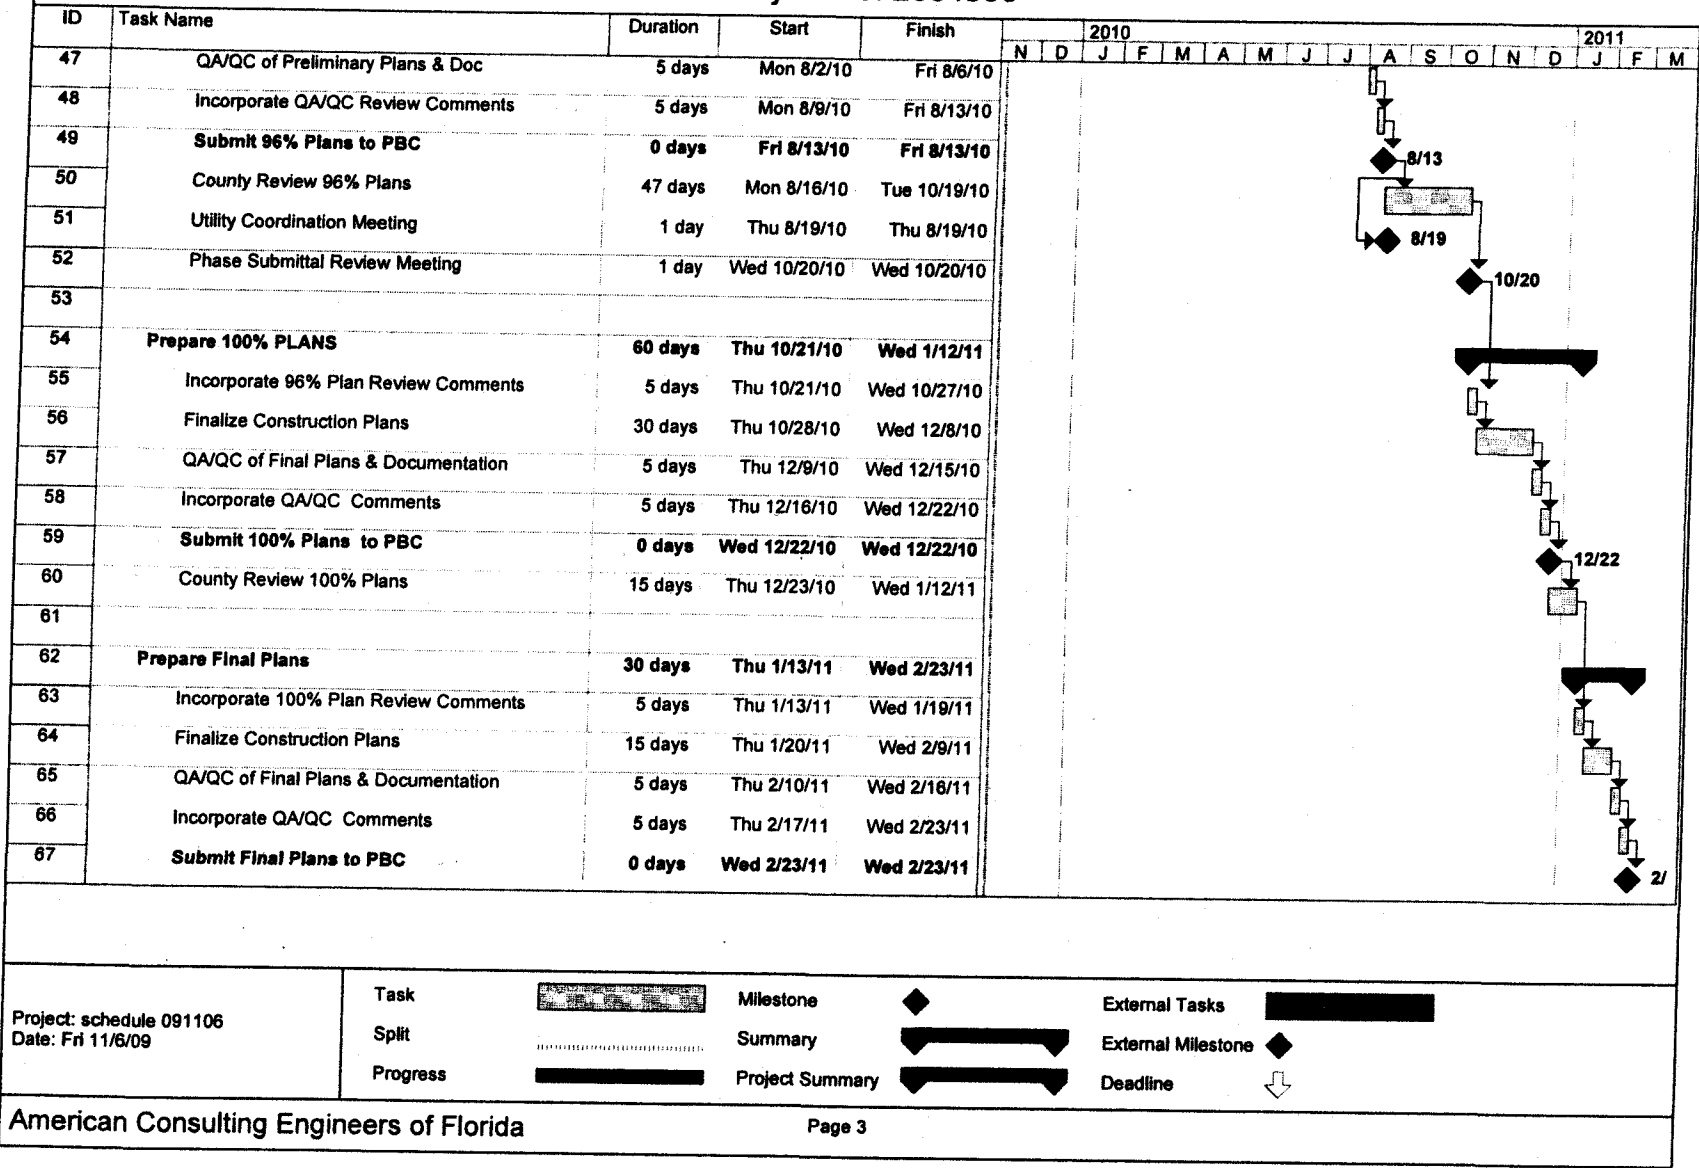 ID Task Name Duration Start Finish 2010 2011
N D J F M A M J J A S O N D J F M
47 QA/QC of Preliminary Plans & Doc 5 days Mon 8/2/10 Fri 8/6/10
48 Incorporate QA/QC Review Comments 5 days Mon 8/9/10 Fri 8/13/10
49 Submit 96% Plans to PBC 0 days Fri 8/13/10 Fri 8/13/10 8/13
50 County Review 96% Plans 47 days Mon 8/16/10 Tue 10/19/10
51 Utility Coordination Meeting 1 day Thu 8/19/10 Thu 8/19/10 8/19
52 Phase Submittal Review Meeting 1 day Wed 10/20/10 Wed 10/20/10 10/20
53
54 Prepare 100% PLANS 60 days Thu 10/21/10 Wed 1/12/11
55 Incorporate 96% Plan Review Comments 5 days Thu 10/21/10 Wed 10/27/10
56 Finalize Construction Plans 30 days Thu 10/28/10 Wed 12/8/10
57 QA/QC of Final Plans & Documentation 5 days Thu 12/9/10 Wed 12/15/10
58 Incorporate QA/QC Comments 5 days Thu 12/16/10 Wed 12/22/10
59 Submit 100% Plans to PBC 0 days Wed 12/22/10 Wed 12/22/10 12/22
60 County Review 100% Plans 15 days Thu 12/23/10 Wed 1/12/11
61
62 Prepare Final Plans 30 days Thu 1/13/11 Wed 2/23/11
63 Incorporate 100% Plan Review Comments 5 days Thu 1/13/11 Wed 1/19/11
64 Finalize Construction Plans 15 days Thu 1/20/11 Wed 2/9/11
65 QA/QC of Final Plans & Documentation 5 days Thu 2/10/11 Wed 2/16/11
66 Incorporate QA/QC Comments 5 days Thu 2/17/11 Wed 2/23/11
67 Submit Final Plans to PBC 0 days Wed 2/23/11 Wed 2/23/11 2/
Project: schedule 091106
Date: Fri 11/6/09
Task Milestone External Tasks
Split Summary External Milestone
Progress Project Summary Deadline
American Consulting Engineers of Florida Page 3